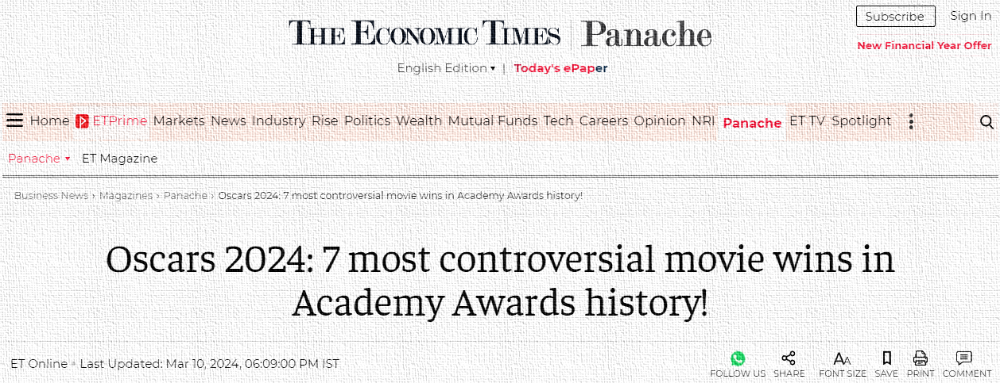 Subscribe Sign In
THE ECONOMIC TIMES | Panache
New Financial Year Offer
English Edition | Today's ePaper
Home ETPrime Markets News Industry Rise Politics Wealth Mutual Funds Tech Careers Opinion NRI Panache ET TV Spotlight
Panache ET Magazine
Business News › Magazines › Panache › Oscars 2024: 7 most controversial movie wins in Academy Awards history!
Oscars 2024: 7 most controversial movie wins in
Academy Awards history!
ET Online • Last Updated: Mar 10, 2024, 06:09:00 PM IST
FOLLOW US SHARE FONT SIZE SAVE PRINT COMMENT